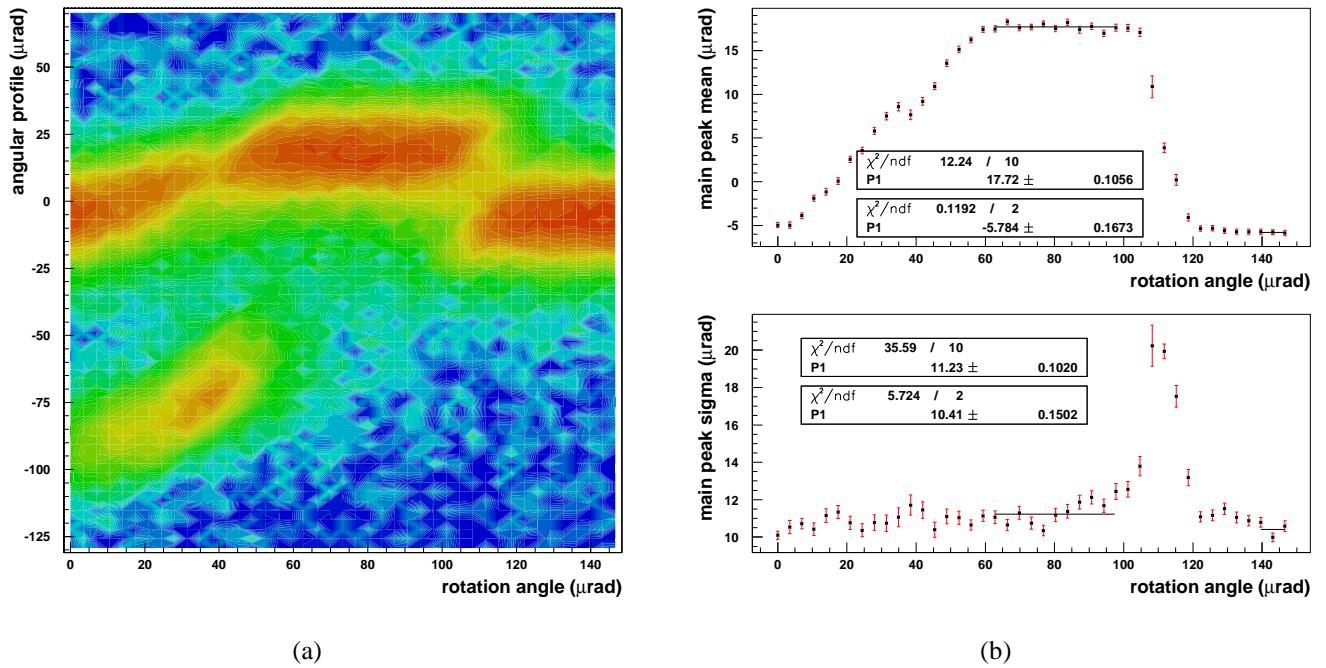 angular profile (μrad)
50
25
0
-25
-50
-75
-100
-125
0 20 40 60 80 100 120 140
rotation angle (μrad)
(a)
main peak mean (μrad)
15
10
5
0
-5
χ²/ndf 12.24 / 10
P1 17.72 ± 0.1056
χ²/ndf 0.1192 / 2
P1 -5.784 ± 0.1673
0 20 40 60 80 100 120 140
rotation angle (μrad)
main peak sigma (μrad)
20
18
16
14
12
10
χ²/ndf 35.59 / 10
P1 11.23 ± 0.1020
χ²/ndf 5.724 / 2
P1 10.41 ± 0.1502
0 20 40 60 80 100 120 140
rotation angle (μrad)
(b)